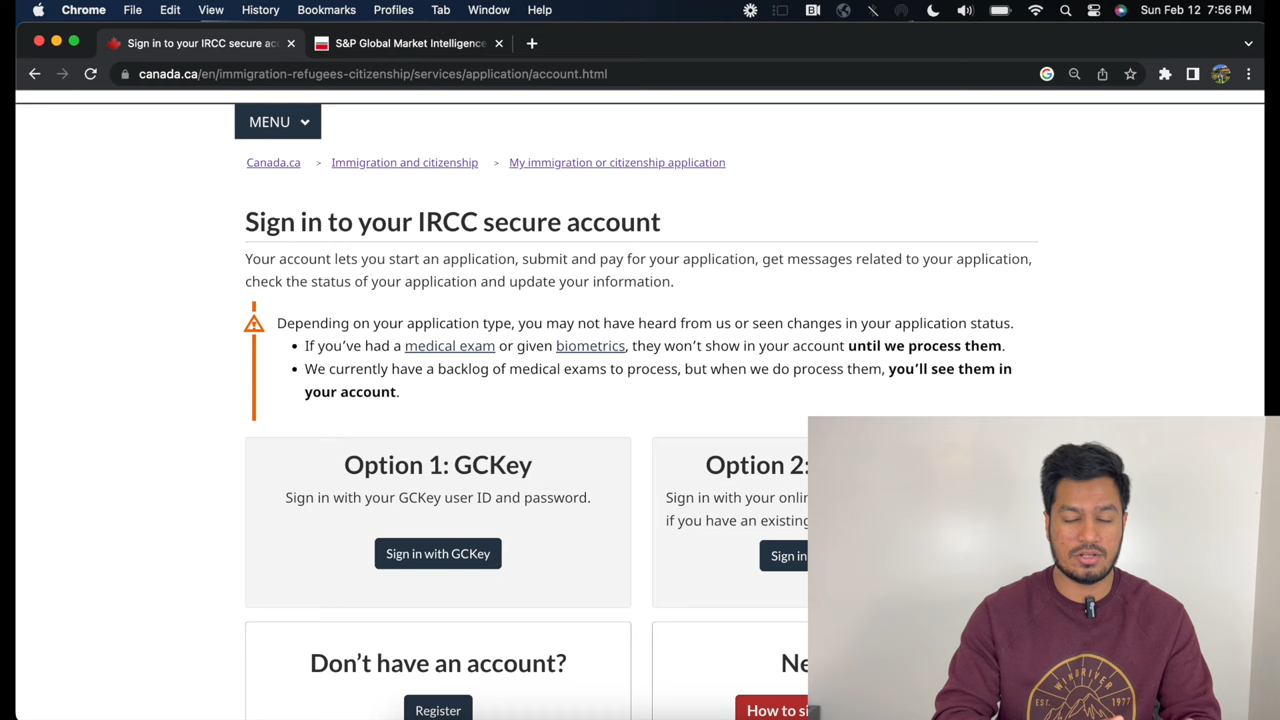 Chrome File Edit View History Bookmarks Profiles Tab Window Help Sun Feb 12 7:56 PM
Sign in to your IRCC secure ac
S&P Global Market Intelligence
canada.ca/en/immigration-refugees-citizenship/services/application/account.html
MENU
Canada.ca > Immigration and citizenship > My immigration or citizenship application
Sign in to your IRCC secure account
Your account lets you start an application, submit and pay for your application, get messages related to your application,
check the status of your application and update your information.
Depending on your application type, you may not have heard from us or seen changes in your application status.
• If you've had a medical exam or given biometrics, they won't show in your account until we process them.
• We currently have a backlog of medical exams to process, but when we do process them, you'll see them in
your account.
Option 1: GCKey
Sign in with your GCKey user ID and password.
Sign in with GCKey
Option 2:
Sign in with your onli
if you have an existing
Sign in
Don't have an account?
Register
Ne
How to si
WINDRIVER
EST. 1977